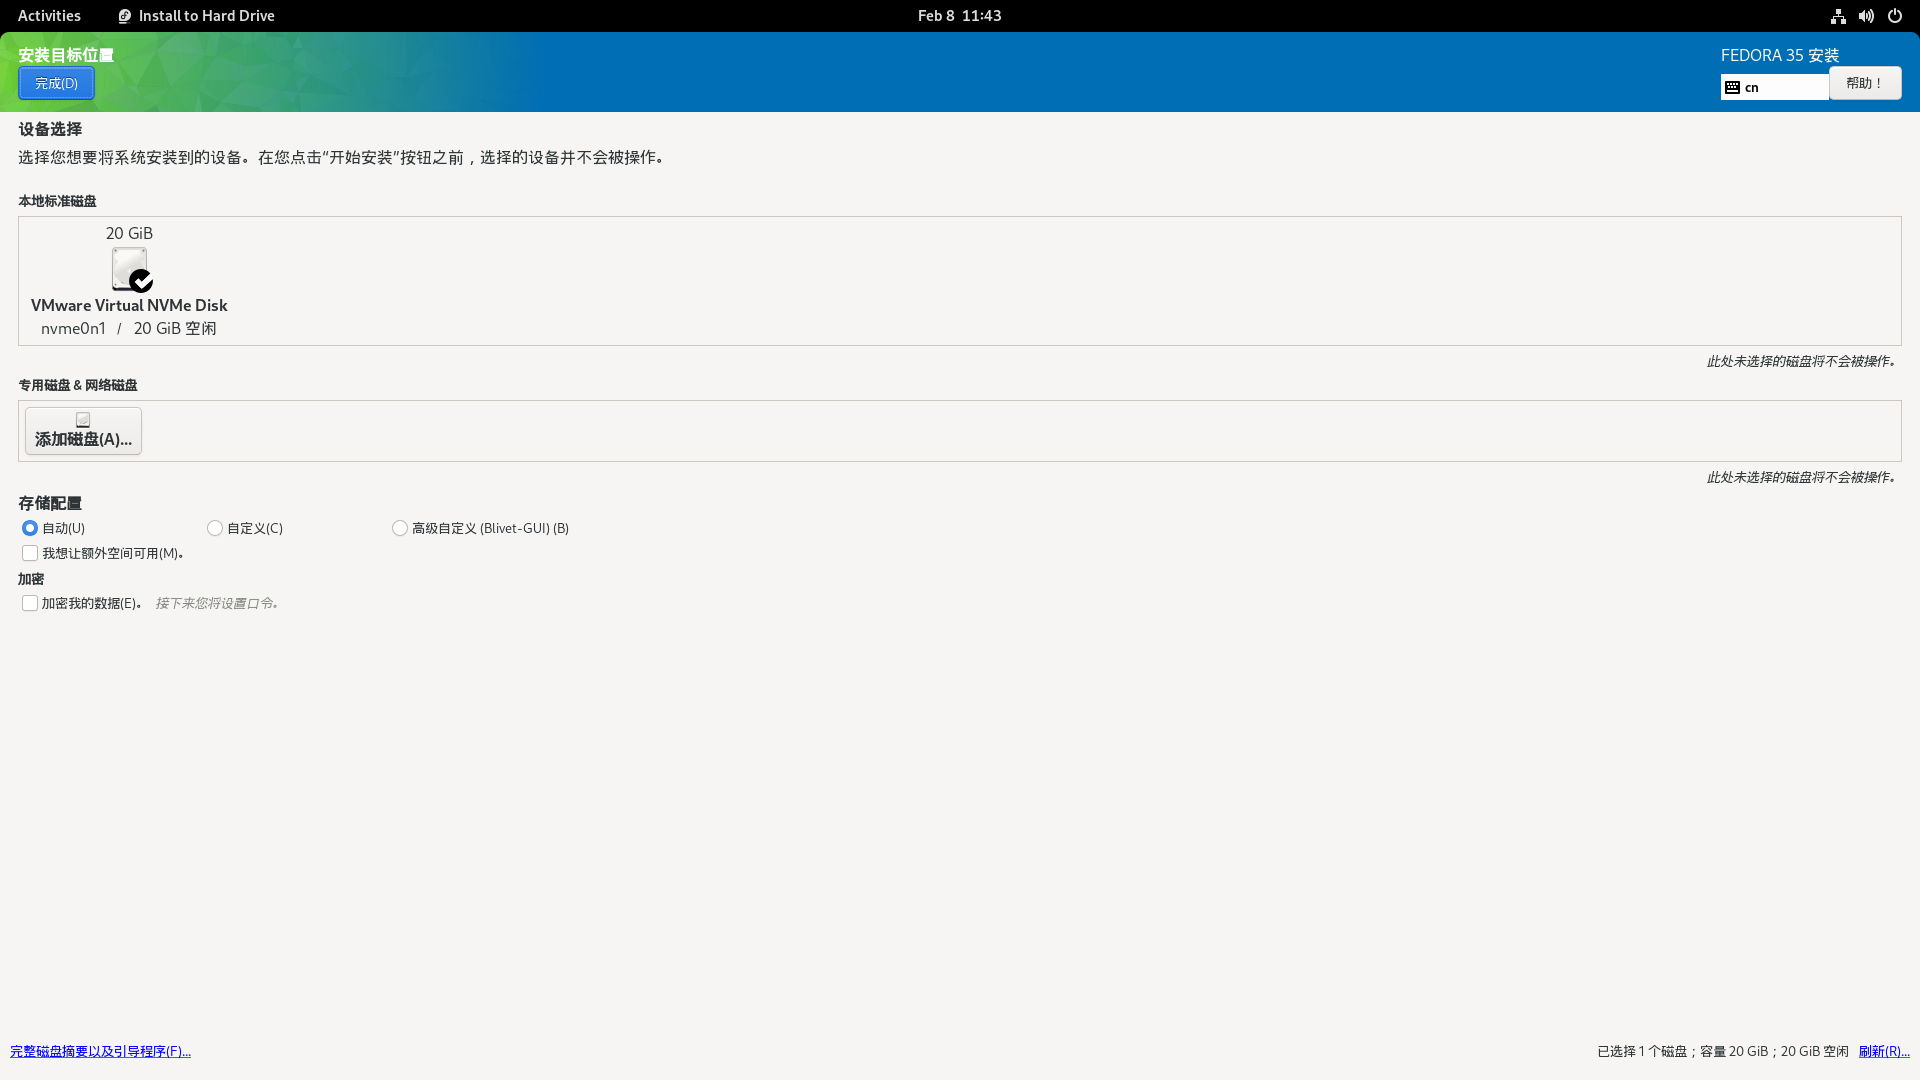 Activities
Install to Hard Drive
Feb 8 11:43
安装目标位置
完成(D)
FEDORA 35 安装
cn
帮助！
设备选择
选择您想要将系统安装到的设备。在您点击“开始安装”按钮之前，选择的设备并不会被操作。
本地标准磁盘
20 GiB
VMware Virtual NVMe Disk
nvme0n1 / 20 GiB 空闲
此处未选择的磁盘将不会被操作。
专用磁盘 & 网络磁盘
添加磁盘(A)...
此处未选择的磁盘将不会被操作。
存储配置
自动(U)
自定义(C)
高级自定义 (Blivet-GUI) (B)
我想让额外空间可用(M)。
加密
加密我的数据(E)。 接下来您将设置口令。
完整磁盘摘要以及引导程序(F)...
已选择 1 个磁盘；容量 20 GiB；20 GiB 空闲 刷新(R)...